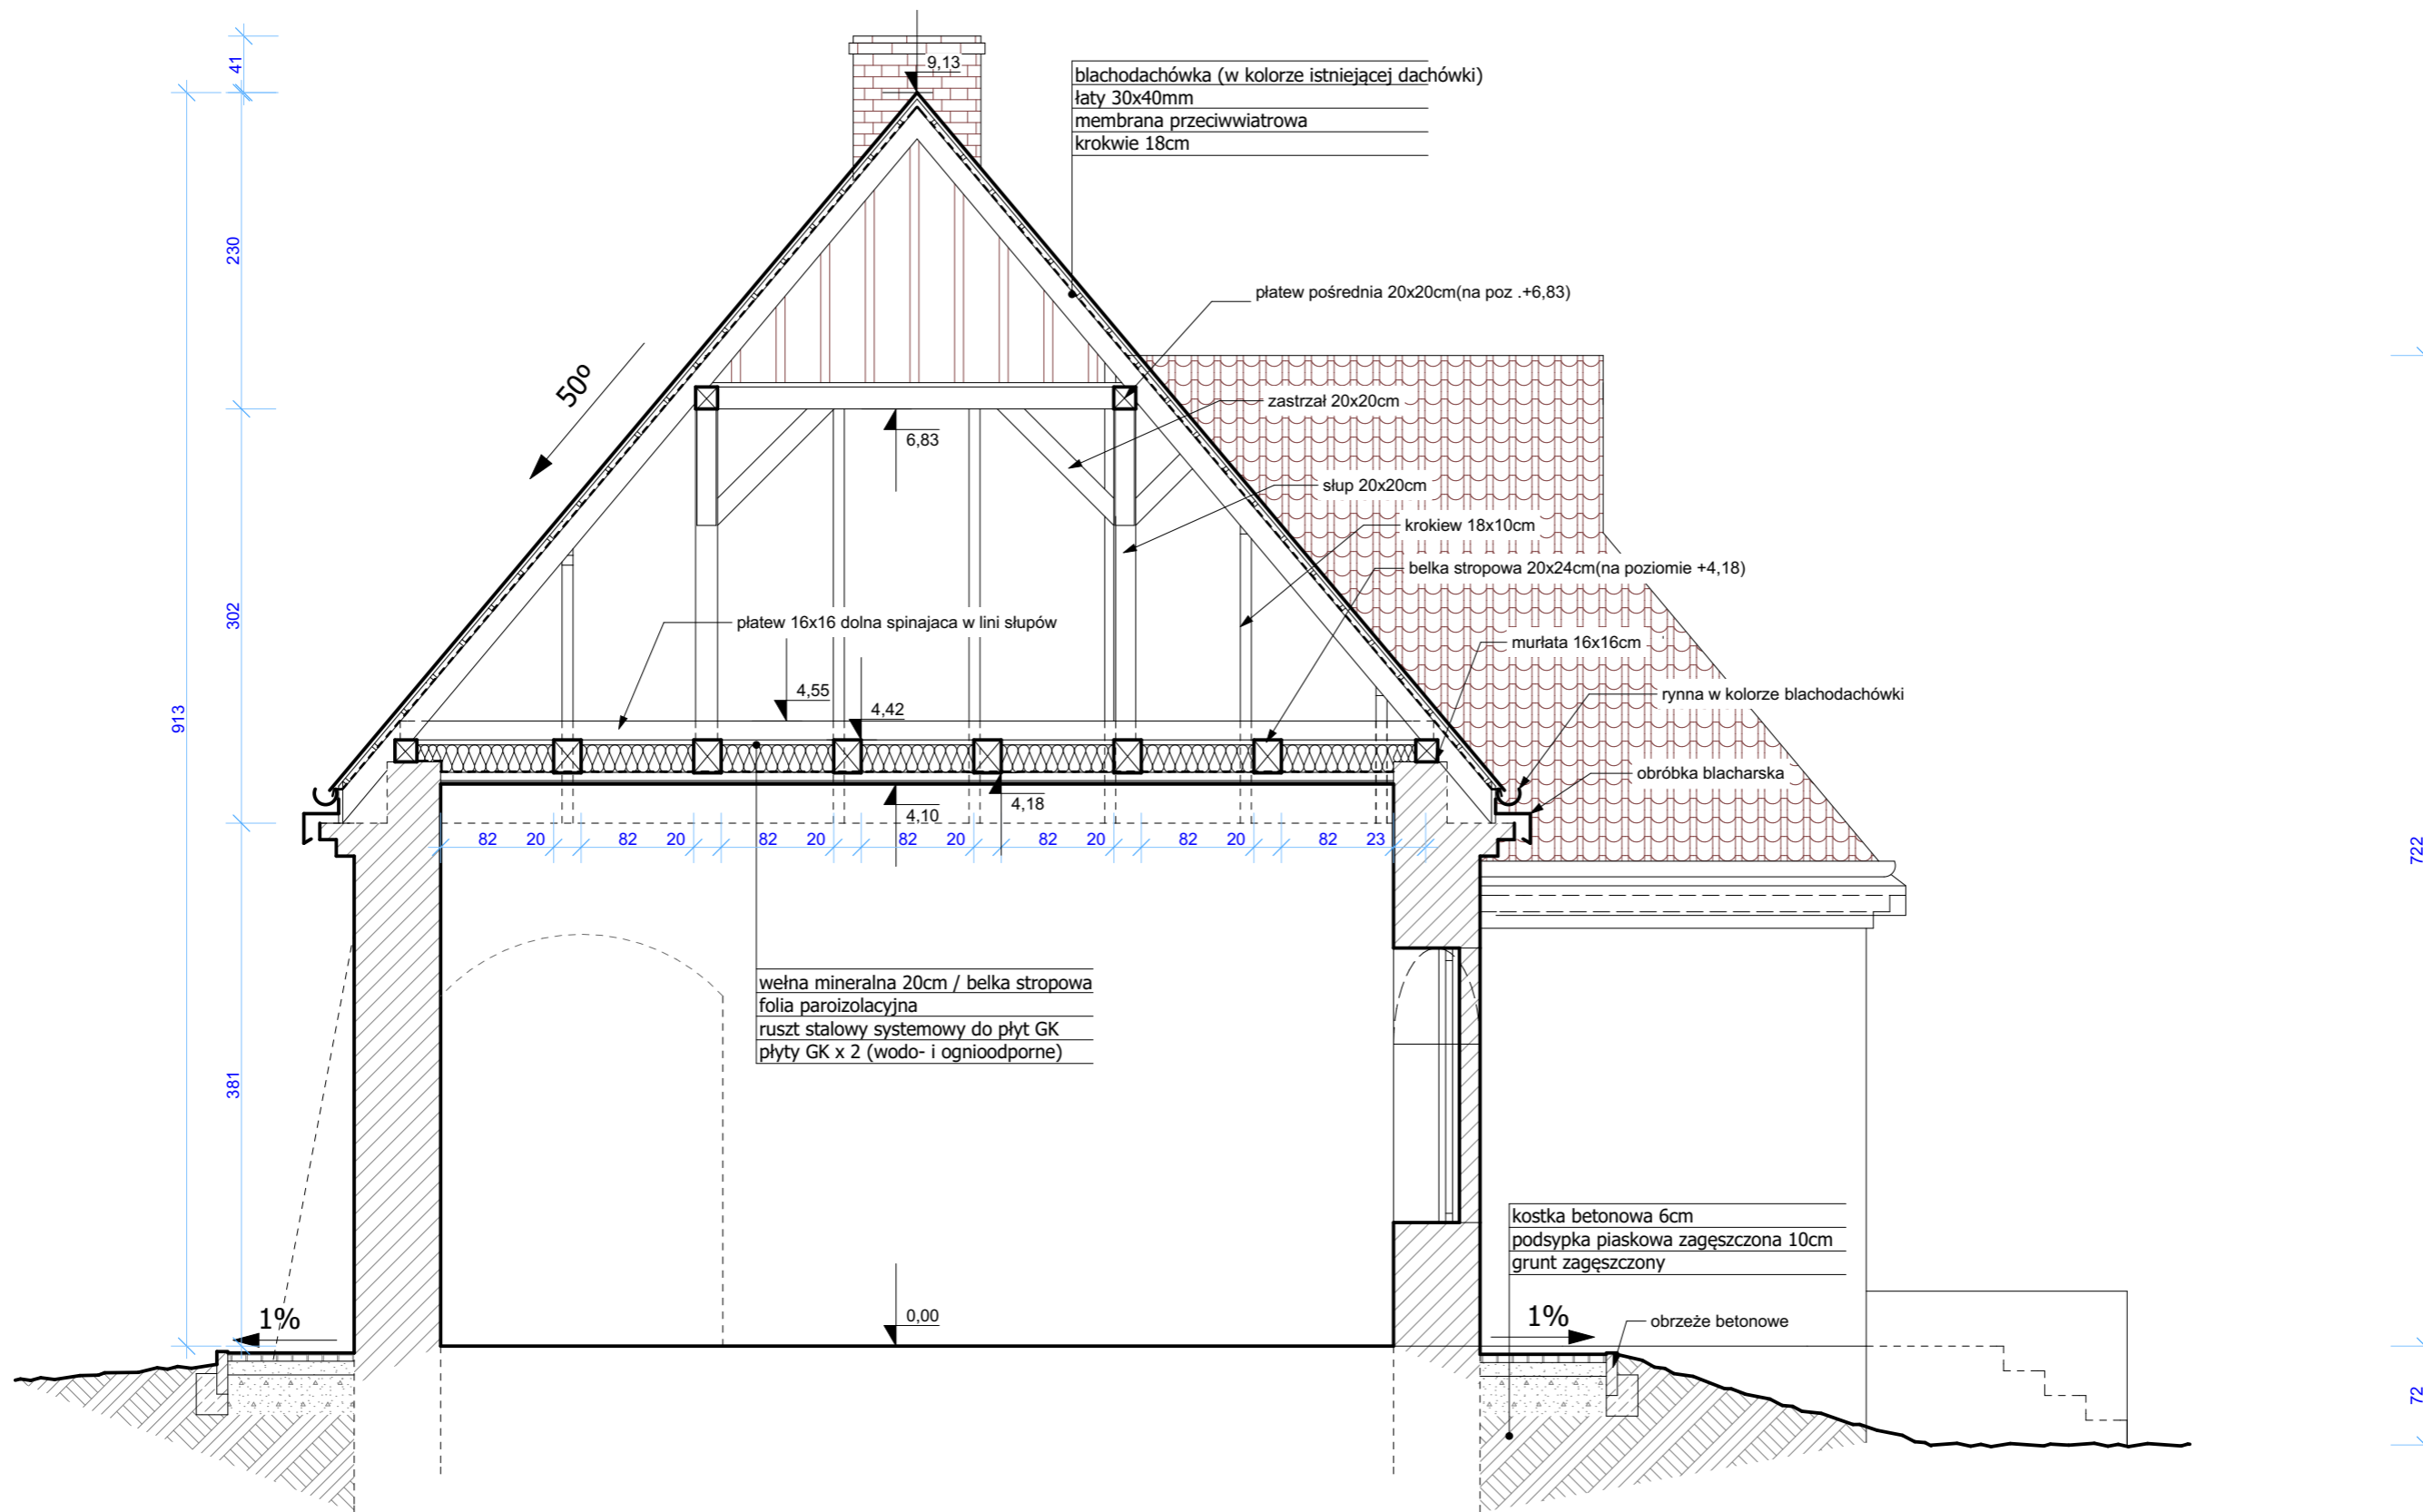 41
9,13
blachodachówka (w kolorze istniejącej dachówki)
łaty 30x40mm
membrana przeciwwiatrowa
krokwie 18cm
230
płatew pośrednia 20x20cm(na poz .+6,83)
50º
zastrzał 20x20cm
6,83
słup 20x20cm
krokiew 18x10cm
belka stropowa 20x24cm(na poziomie +4,18)
302
płatew 16x16 dolna spinajaca w lini słupów
murłata 16x16cm
4,55
rynna w kolorze blachodachówki
4,42
913
obróbka blacharska
4,18
4,10
82 20 82 20 82 20 82 20 82 20 82 20 82 23
722
wełna mineralna 20cm / belka stropowa
folia paroizolacyjna
ruszt stalowy systemowy do płyt GK
płyty GK x 2 (wodo- i ognioodporne)
381
kostka betonowa 6cm
podsypka piaskowa zagęszczona 10cm
grunt zagęszczony
1%
0,00
1%
obrzeże betonowe
72